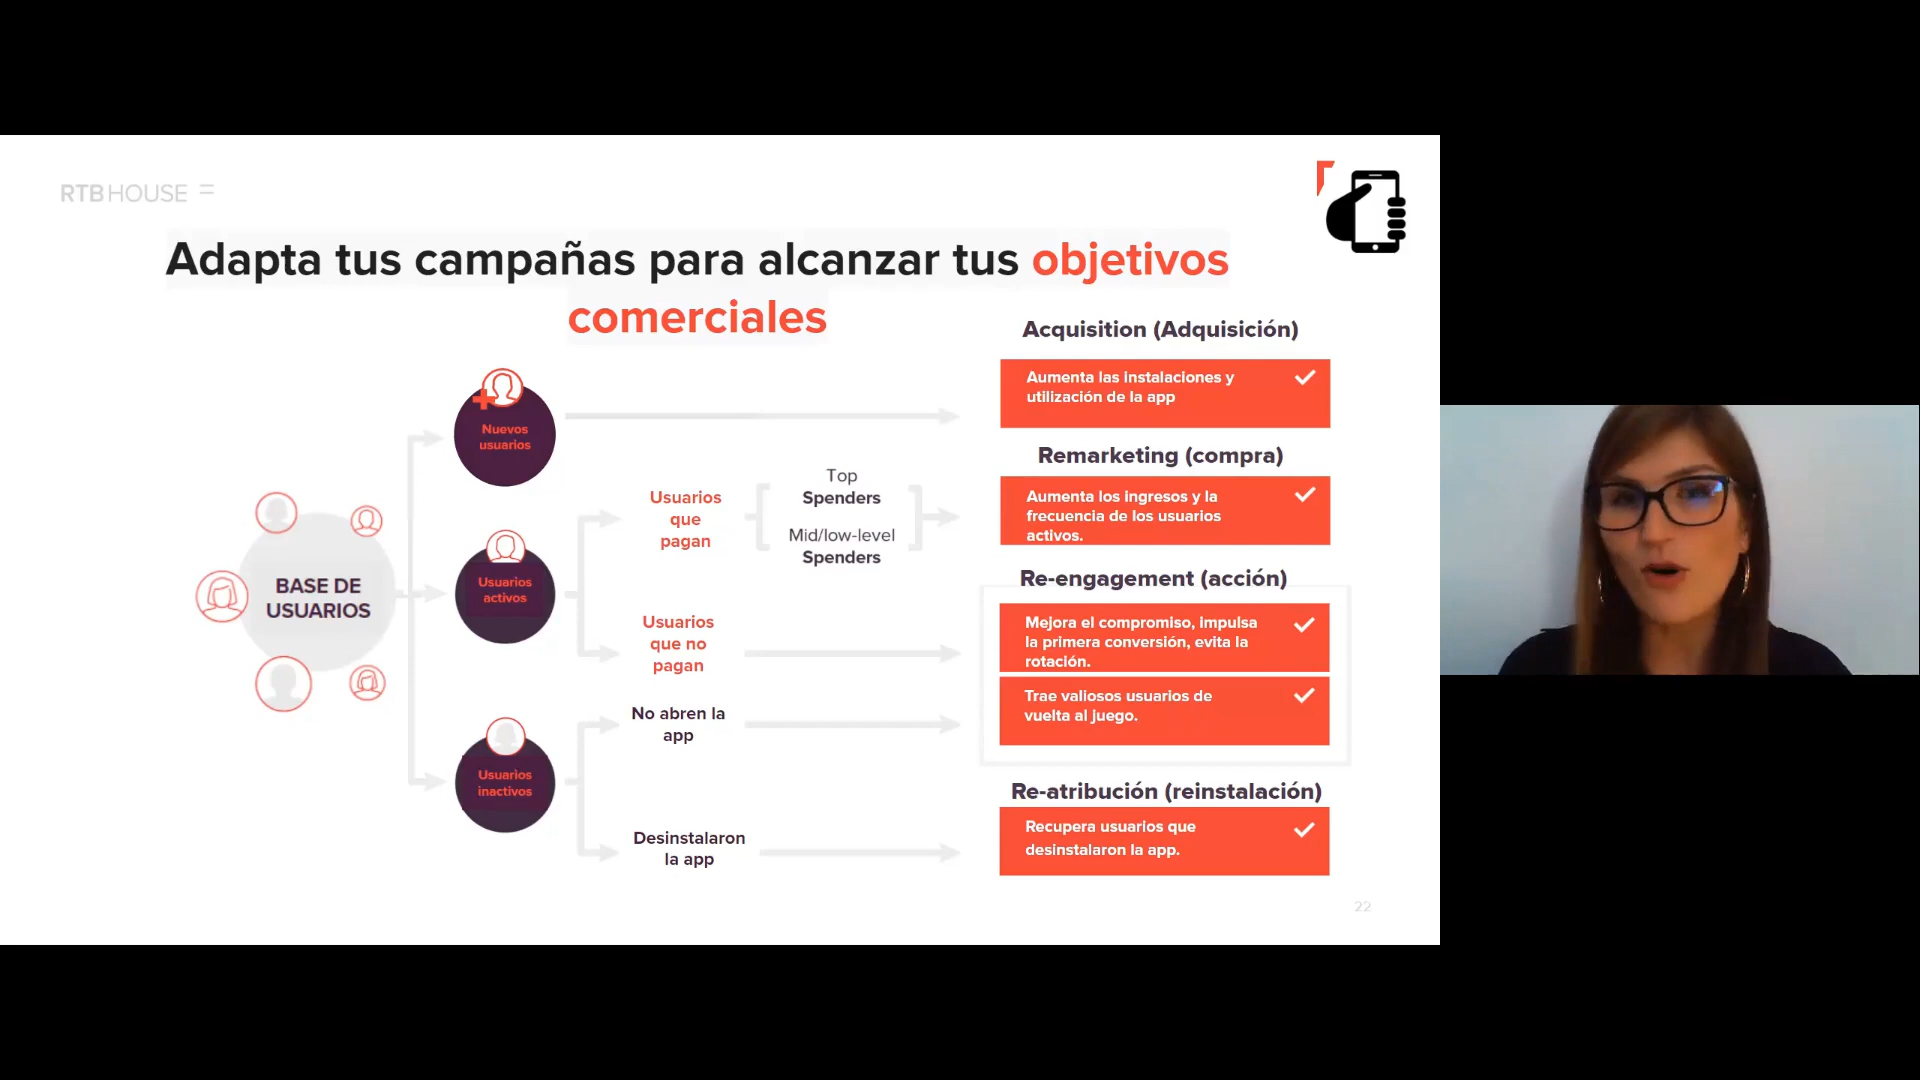 RTBHOUSE
Adapta tus campañas para alcanzar tus objetivos
comerciales
BASE DE
USUARIOS
Nuevos
usuarios
Usuarios
activos
Usuarios
inactivos
Usuarios
que
pagan
Top
Spenders
Mid/low-level
Spenders
Usuarios
que no
pagan
No abren la
app
Desinstalaron
la app
Acquisition (Adquisición)
Aumenta las instalaciones y
utilización de la app
Remarketing (compra)
Aumenta los ingresos y la
frecuencia de los usuarios
activos.
Re-engagement (acción)
Mejora el compromiso, impulsa
la primera conversión, evita la
rotación.
Trae valiosos usuarios de
vuelta al juego.
Re-atribución (reinstalación)
Recupera usuarios que
desinstalaron la app.
22